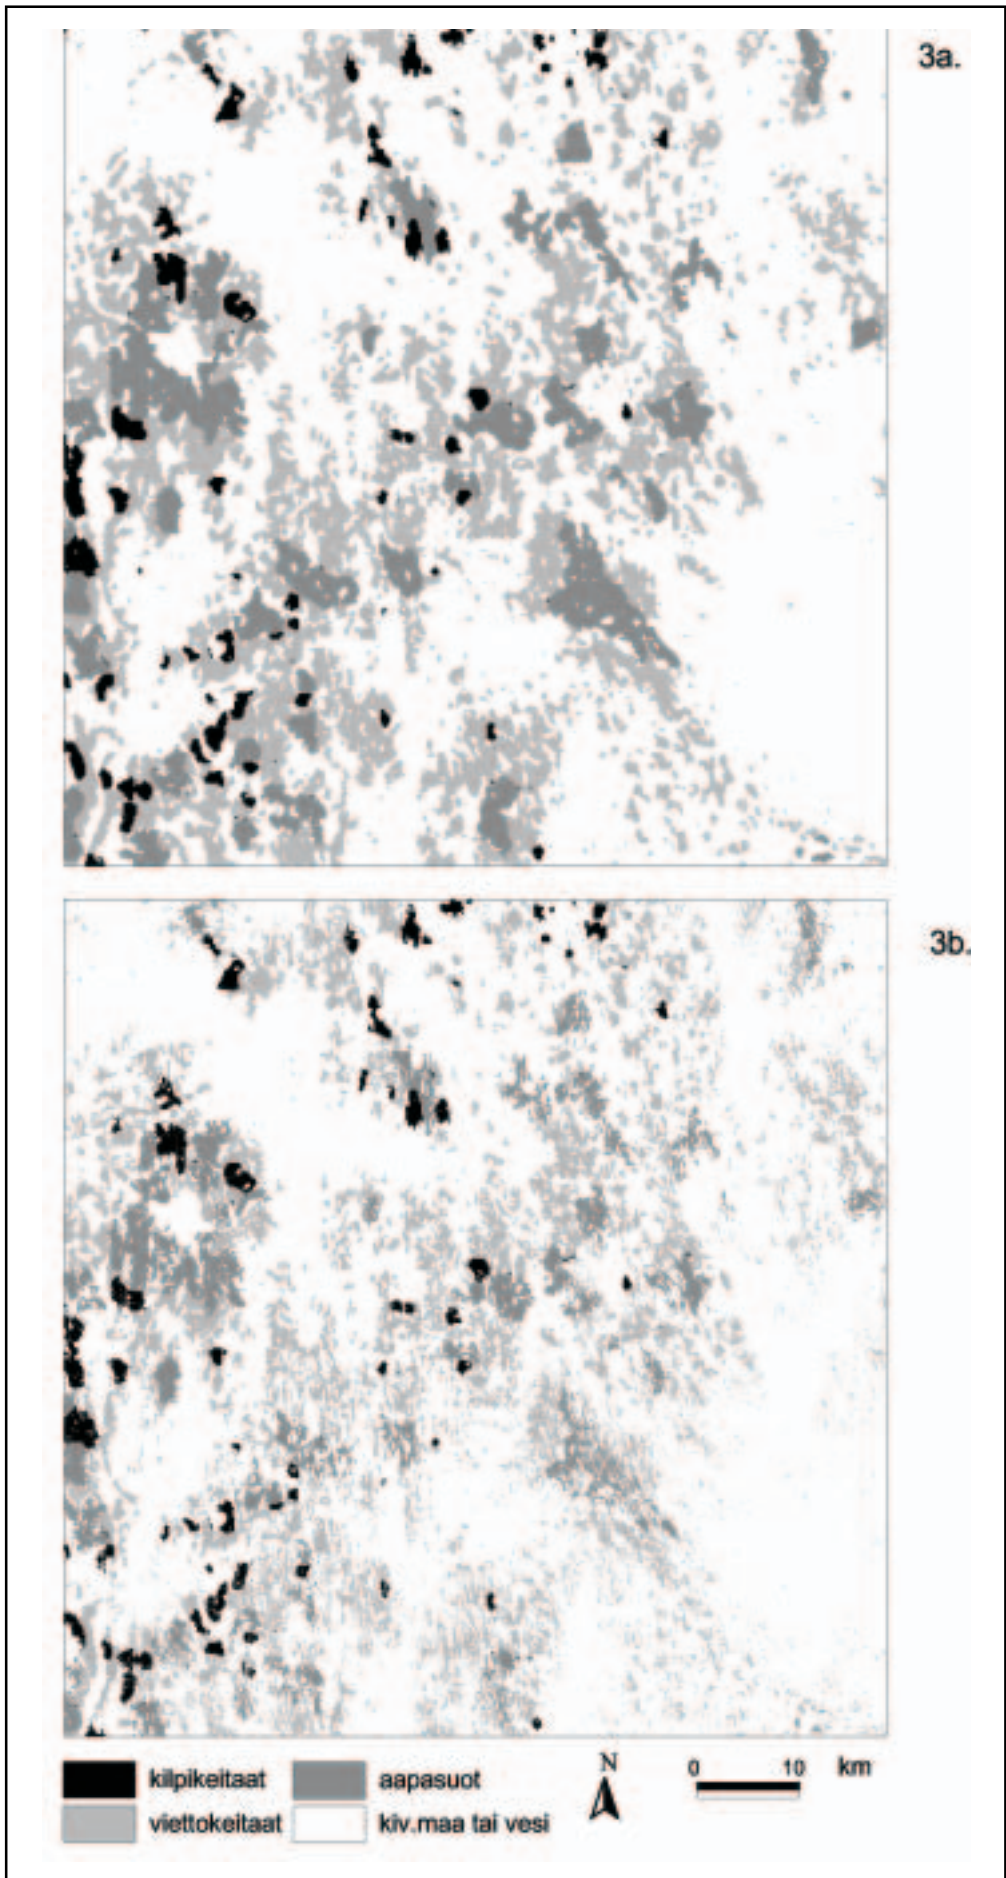 3a.
3b.
kilpikeitaat
aapasuot
viettokeitaat
kiv.maa tai vesi
N
0 10 km